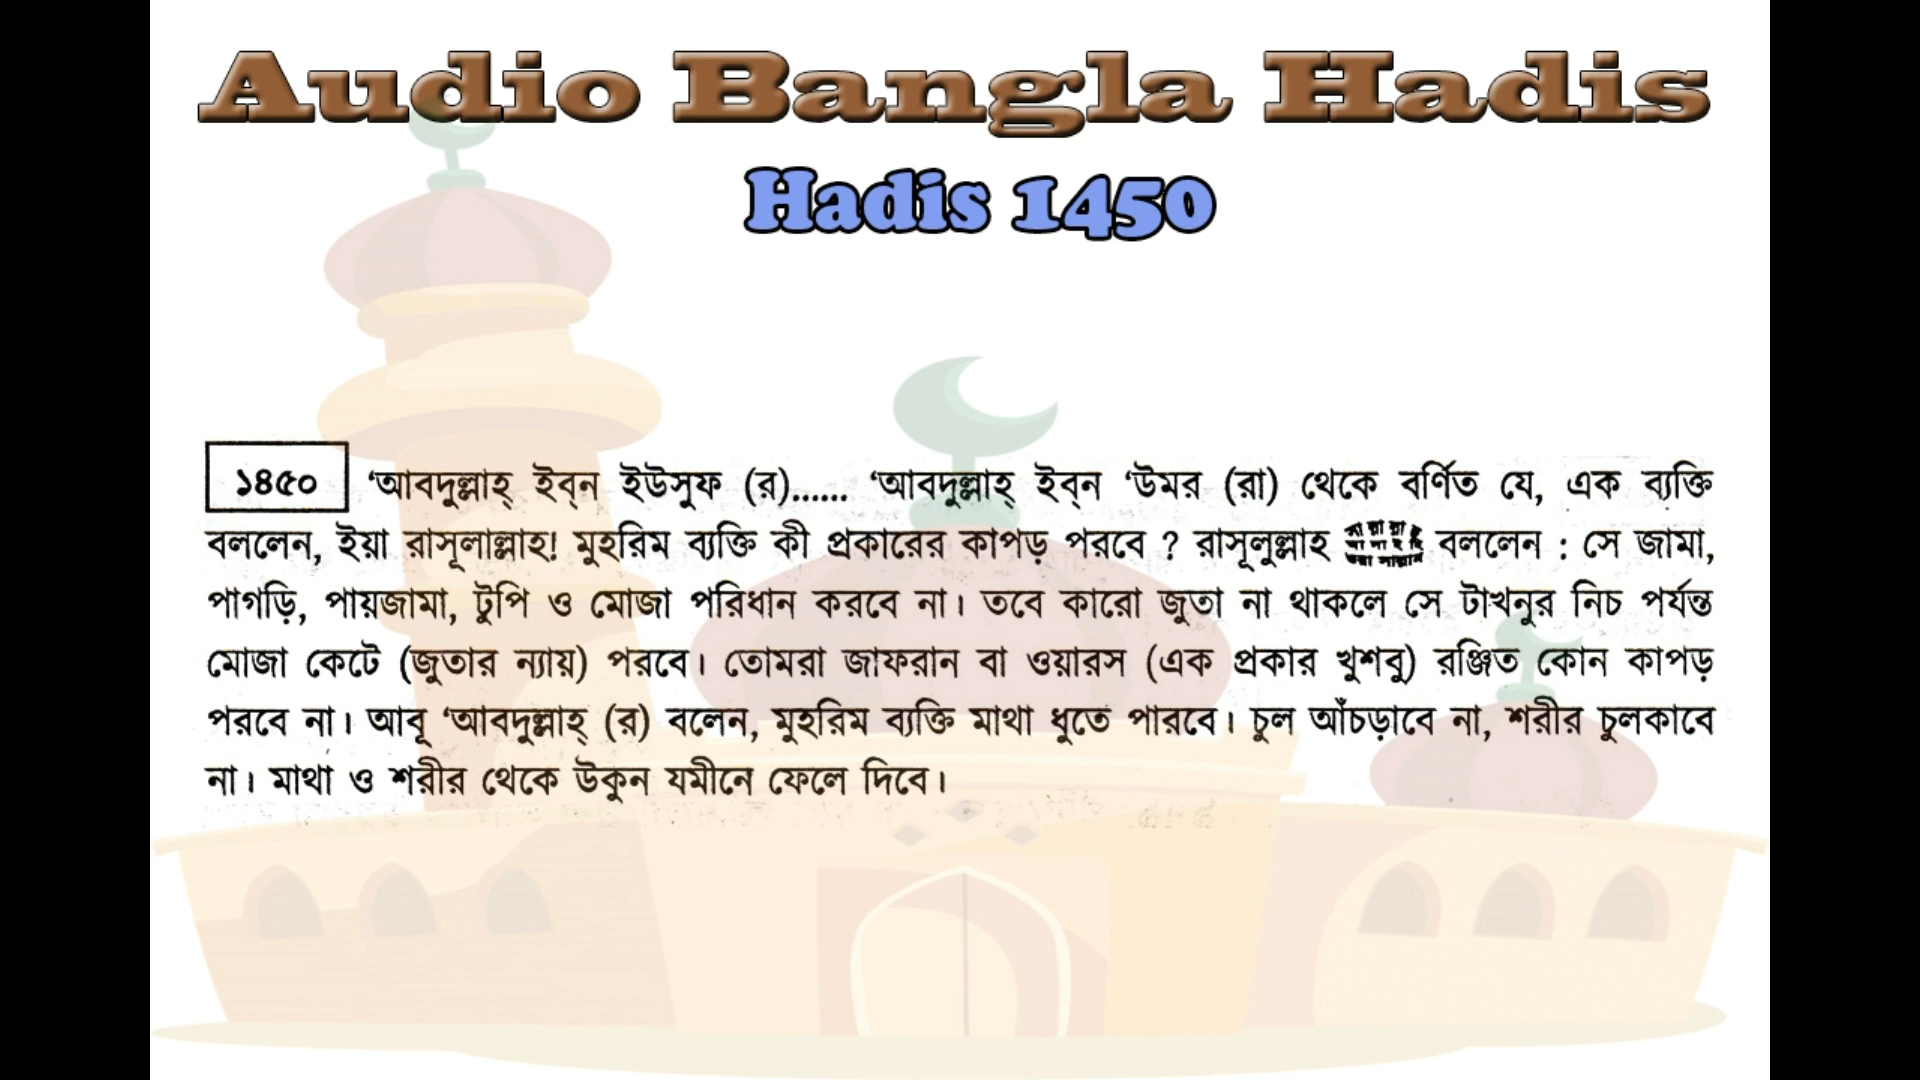 Audio Bangla Hadis
Hadis 1450
১৪৫০ ‘আবদুল্লাহ্ ইব্‌ন ইউসুফ (র)...... ‘আবদুল্লাহ্ ইব্‌ন ‘উমর (রা) থেকে বর্ণিত যে, এক ব্যক্তি
বললেন, ইয়া রাসূলাল্লাহ! মুহরিম ব্যক্তি কী প্রকারের কাপড় পরবে ? রাসূলুল্লাহ বললেন : সে জামা,
পাগড়ি, পায়জামা, টুপি ও মোজা পরিধান করবে না। তবে কারো জুতা না থাকলে সে টাখনুর নিচ পর্যন্ত
মোজা কেটে (জুতার ন্যায়) পরবে। তোমরা জাফরান বা ওয়ারস (এক প্রকার খুশবু) রঞ্জিত কোন কাপড়
পরবে না। আবূ ‘আবদুল্লাহ্ (র) বলেন, মুহরিম ব্যক্তি মাথা ধুতে পারবে। চুল আঁচড়াবে না, শরীর চুলকাবে
না। মাথা ও শরীর থেকে উকুন যমীনে ফেলে দিবে।